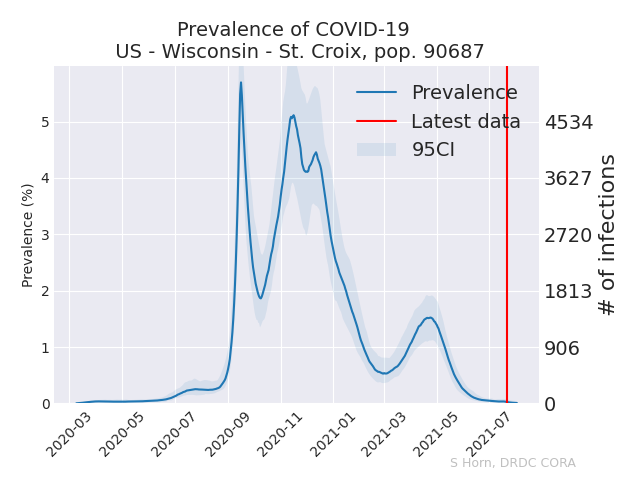 Prevalence of COVID-19
US - Wisconsin - St. Croix, pop. 90687
Prevalence
Latest data
95CI
Prevalence (%)
5
4
3
2
1
0
4534
3627
2720
1813
906
0
# of infections
2020-03
2020-05
2020-07
2020-09
2020-11
2021-01
2021-03
2021-05
2021-07
S Horn, DRDC CORA